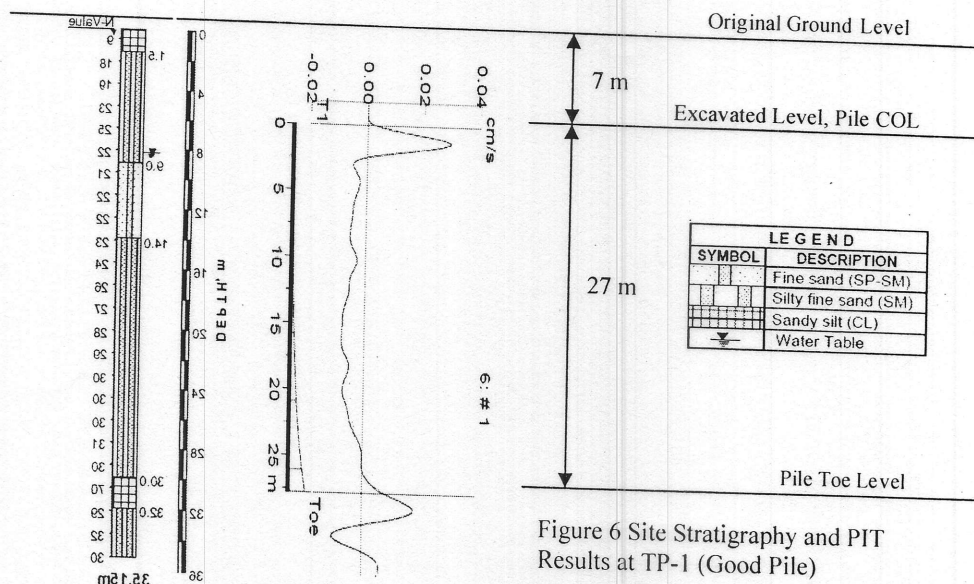 Original Ground Level
N-Value
9
18
19
23
25
22
21
22
22
23
24
26
27
28
29
30
30
30
31
30
70
29
32
30
1.5
9.0
14.0
30.0
32.0
35.15m
0
4
8
12
16
20
24
28
32
36
DEPTH, m
-0.02
0.00
0.02
0.04 cm/s
T1
0
5
10
15
20
25 m
Toe
6: # 1
7 m
Excavated Level, Pile COL
27 m
LEGEND
SYMBOL DESCRIPTION
Fine sand (SP-SM)
Silty fine sand (SM)
Sandy silt (CL)
Water Table
Pile Toe Level
Figure 6 Site Stratigraphy and PIT
Results at TP-1 (Good Pile)